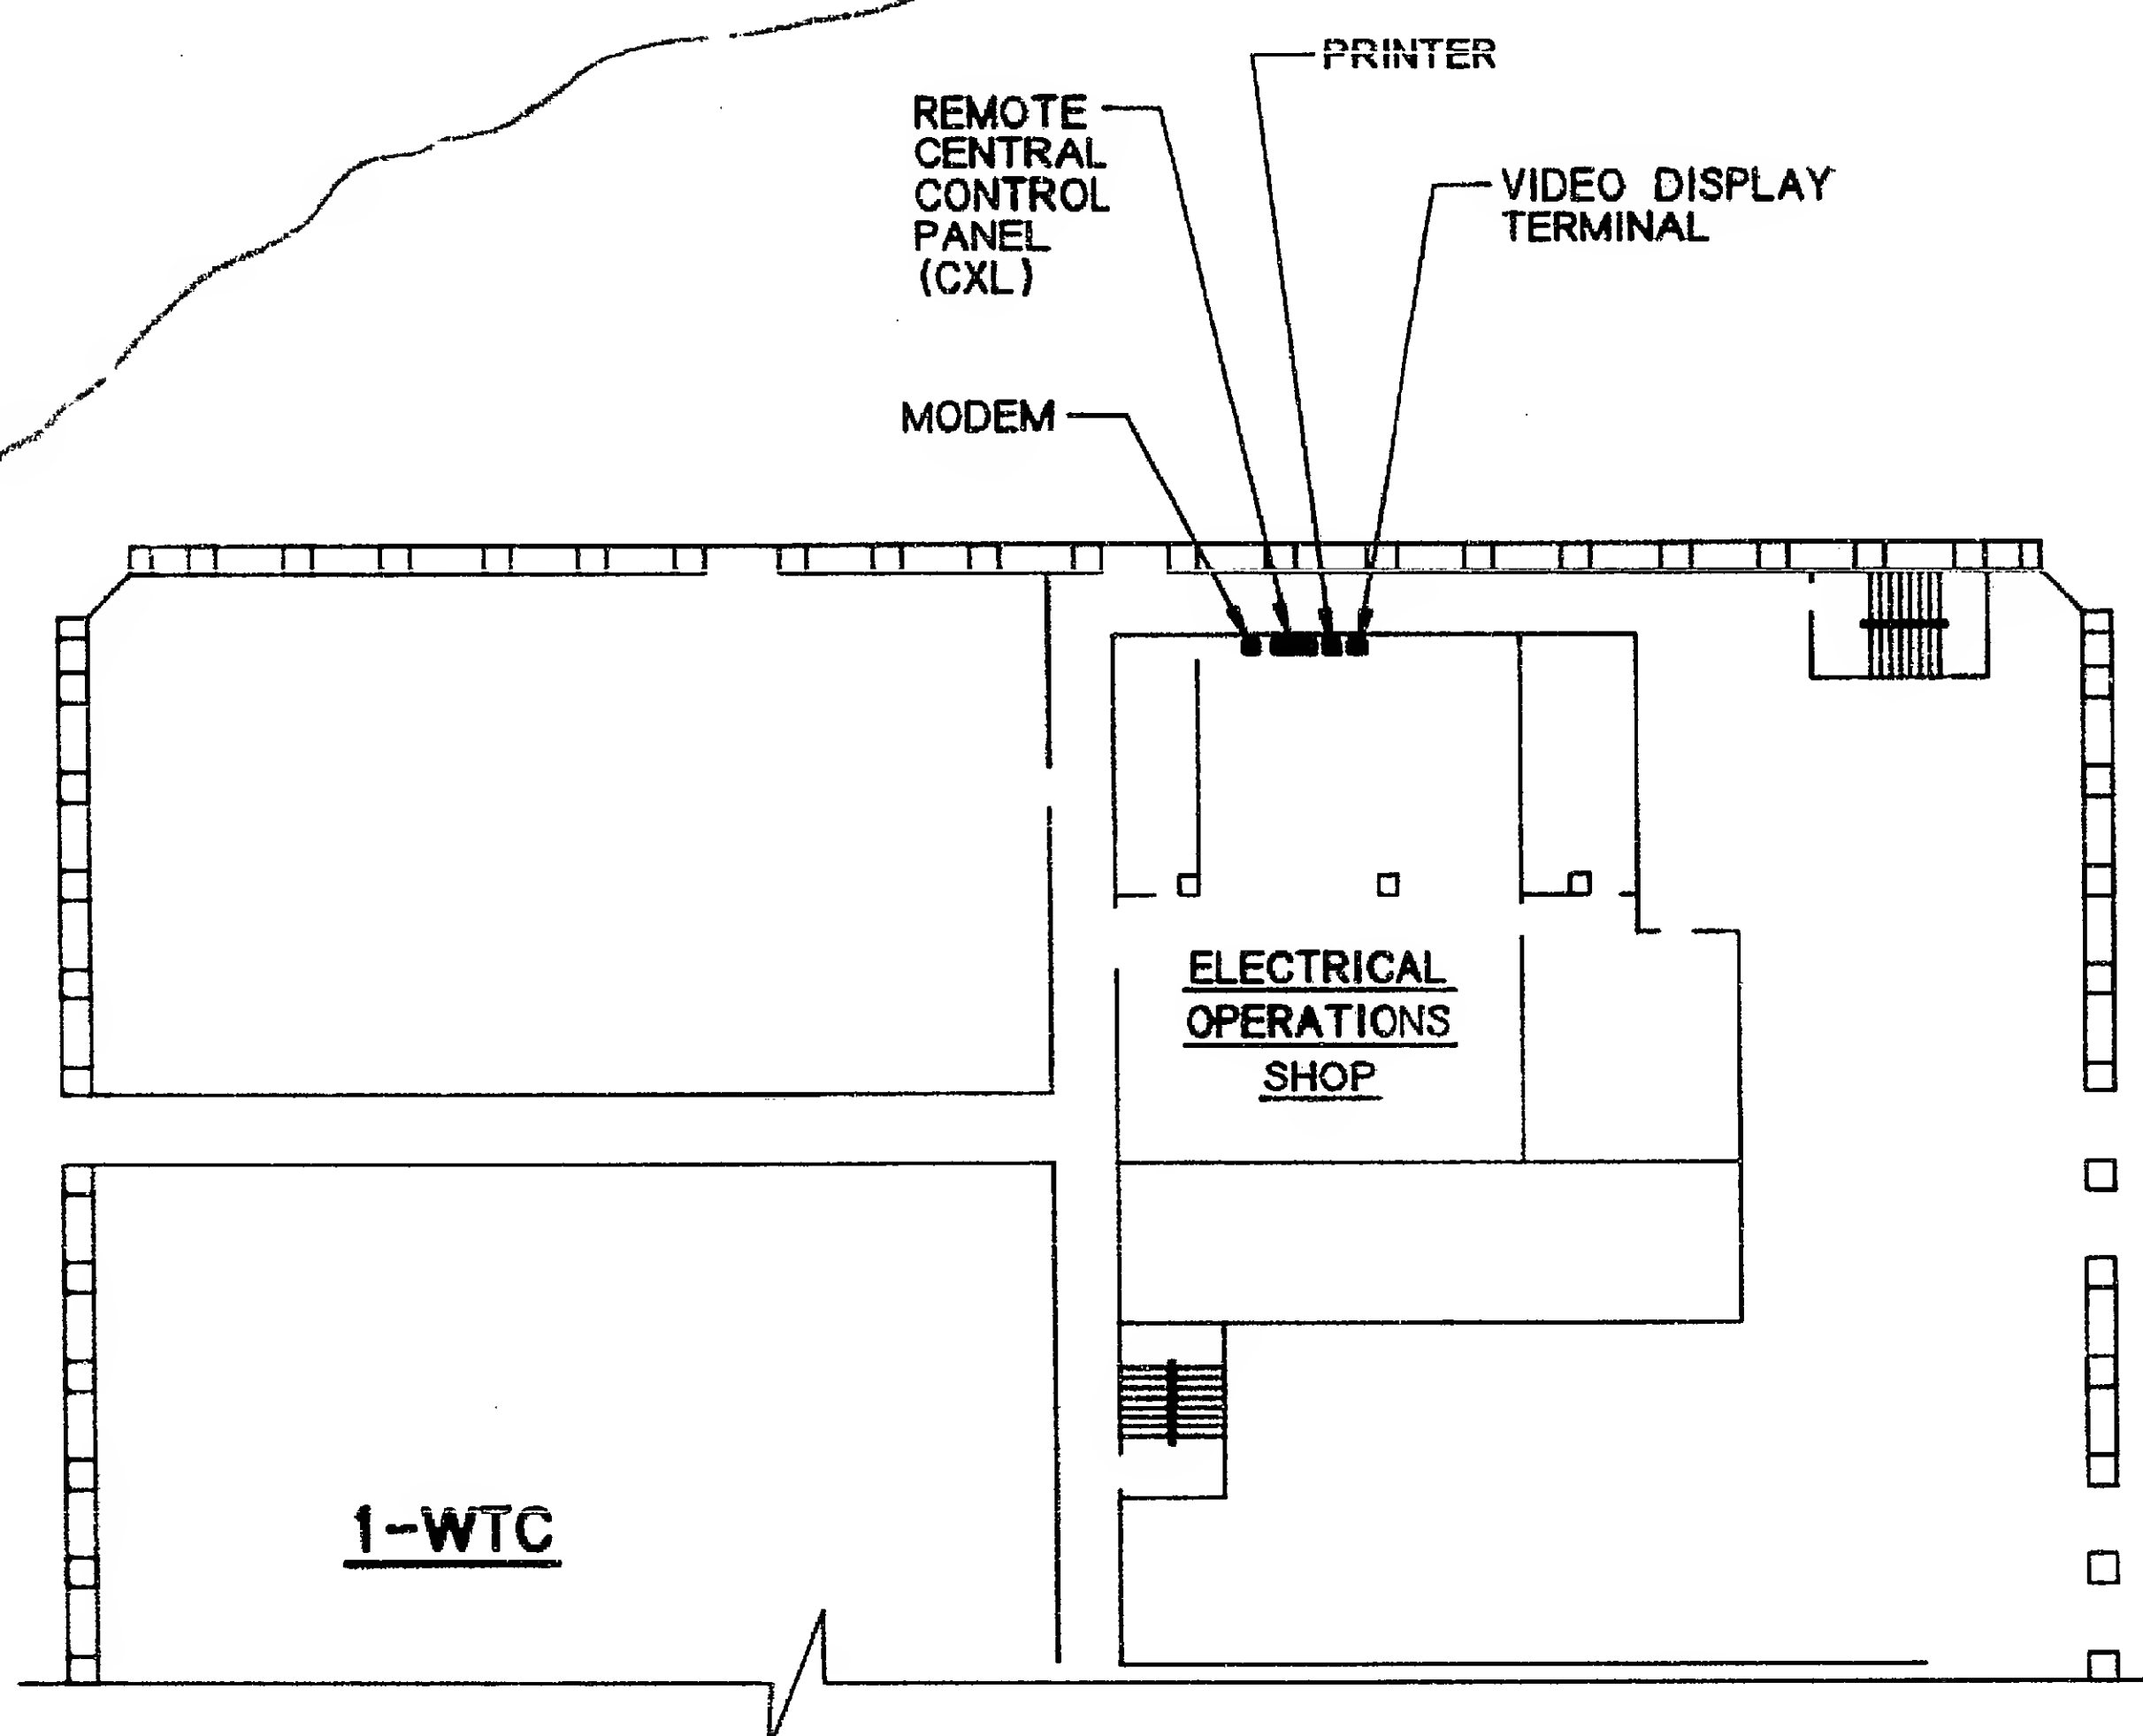 PRINTER
REMOTE
CENTRAL
CONTROL
PANEL
(CXL)
VIDEO DISPLAY
TERMINAL
MODEM
ELECTRICAL
OPERATIONS
SHOP
1-WTC